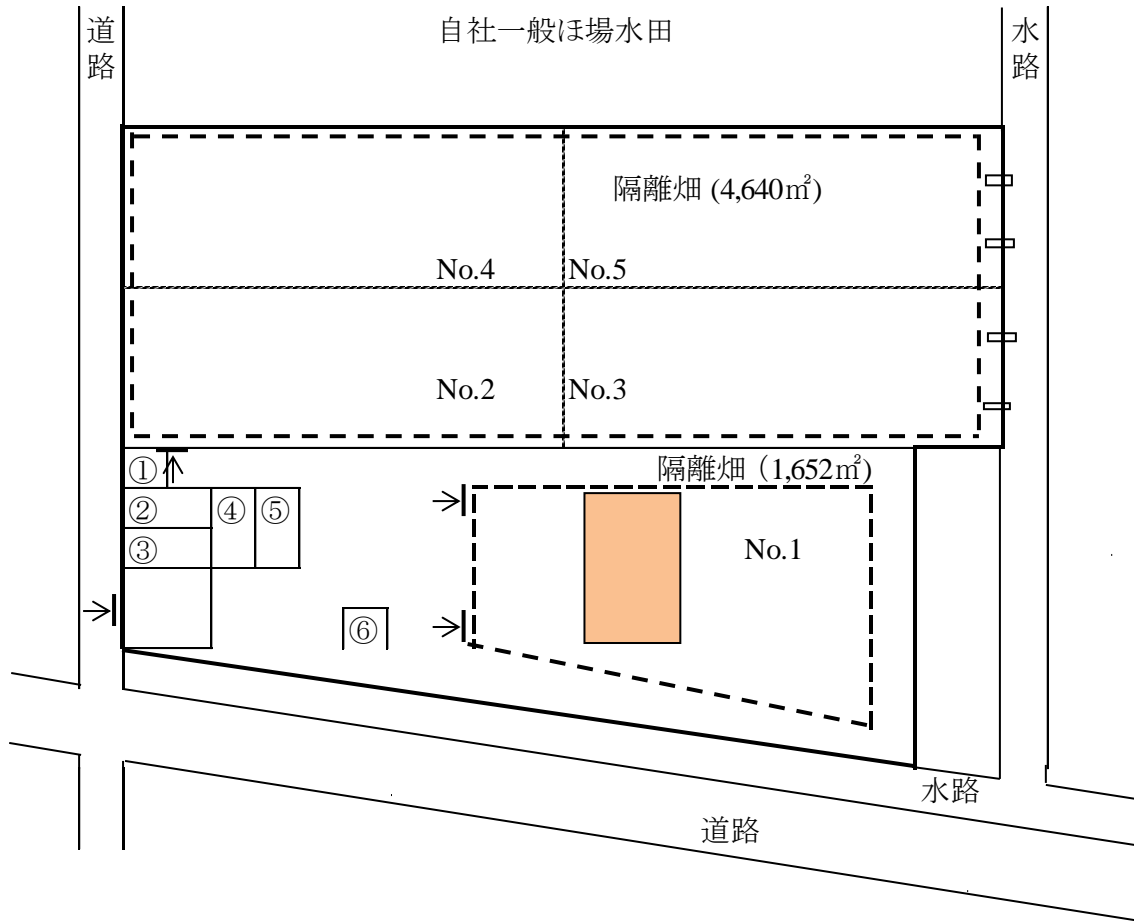 道路
自社一般ほ場水田
水路
隔離畑 (4,640㎡)
No.4
No.5
No.2
No.3
①
隔離畑 (1,652㎡)
②
④
⑤
③
No.1
⑥
水路
道路